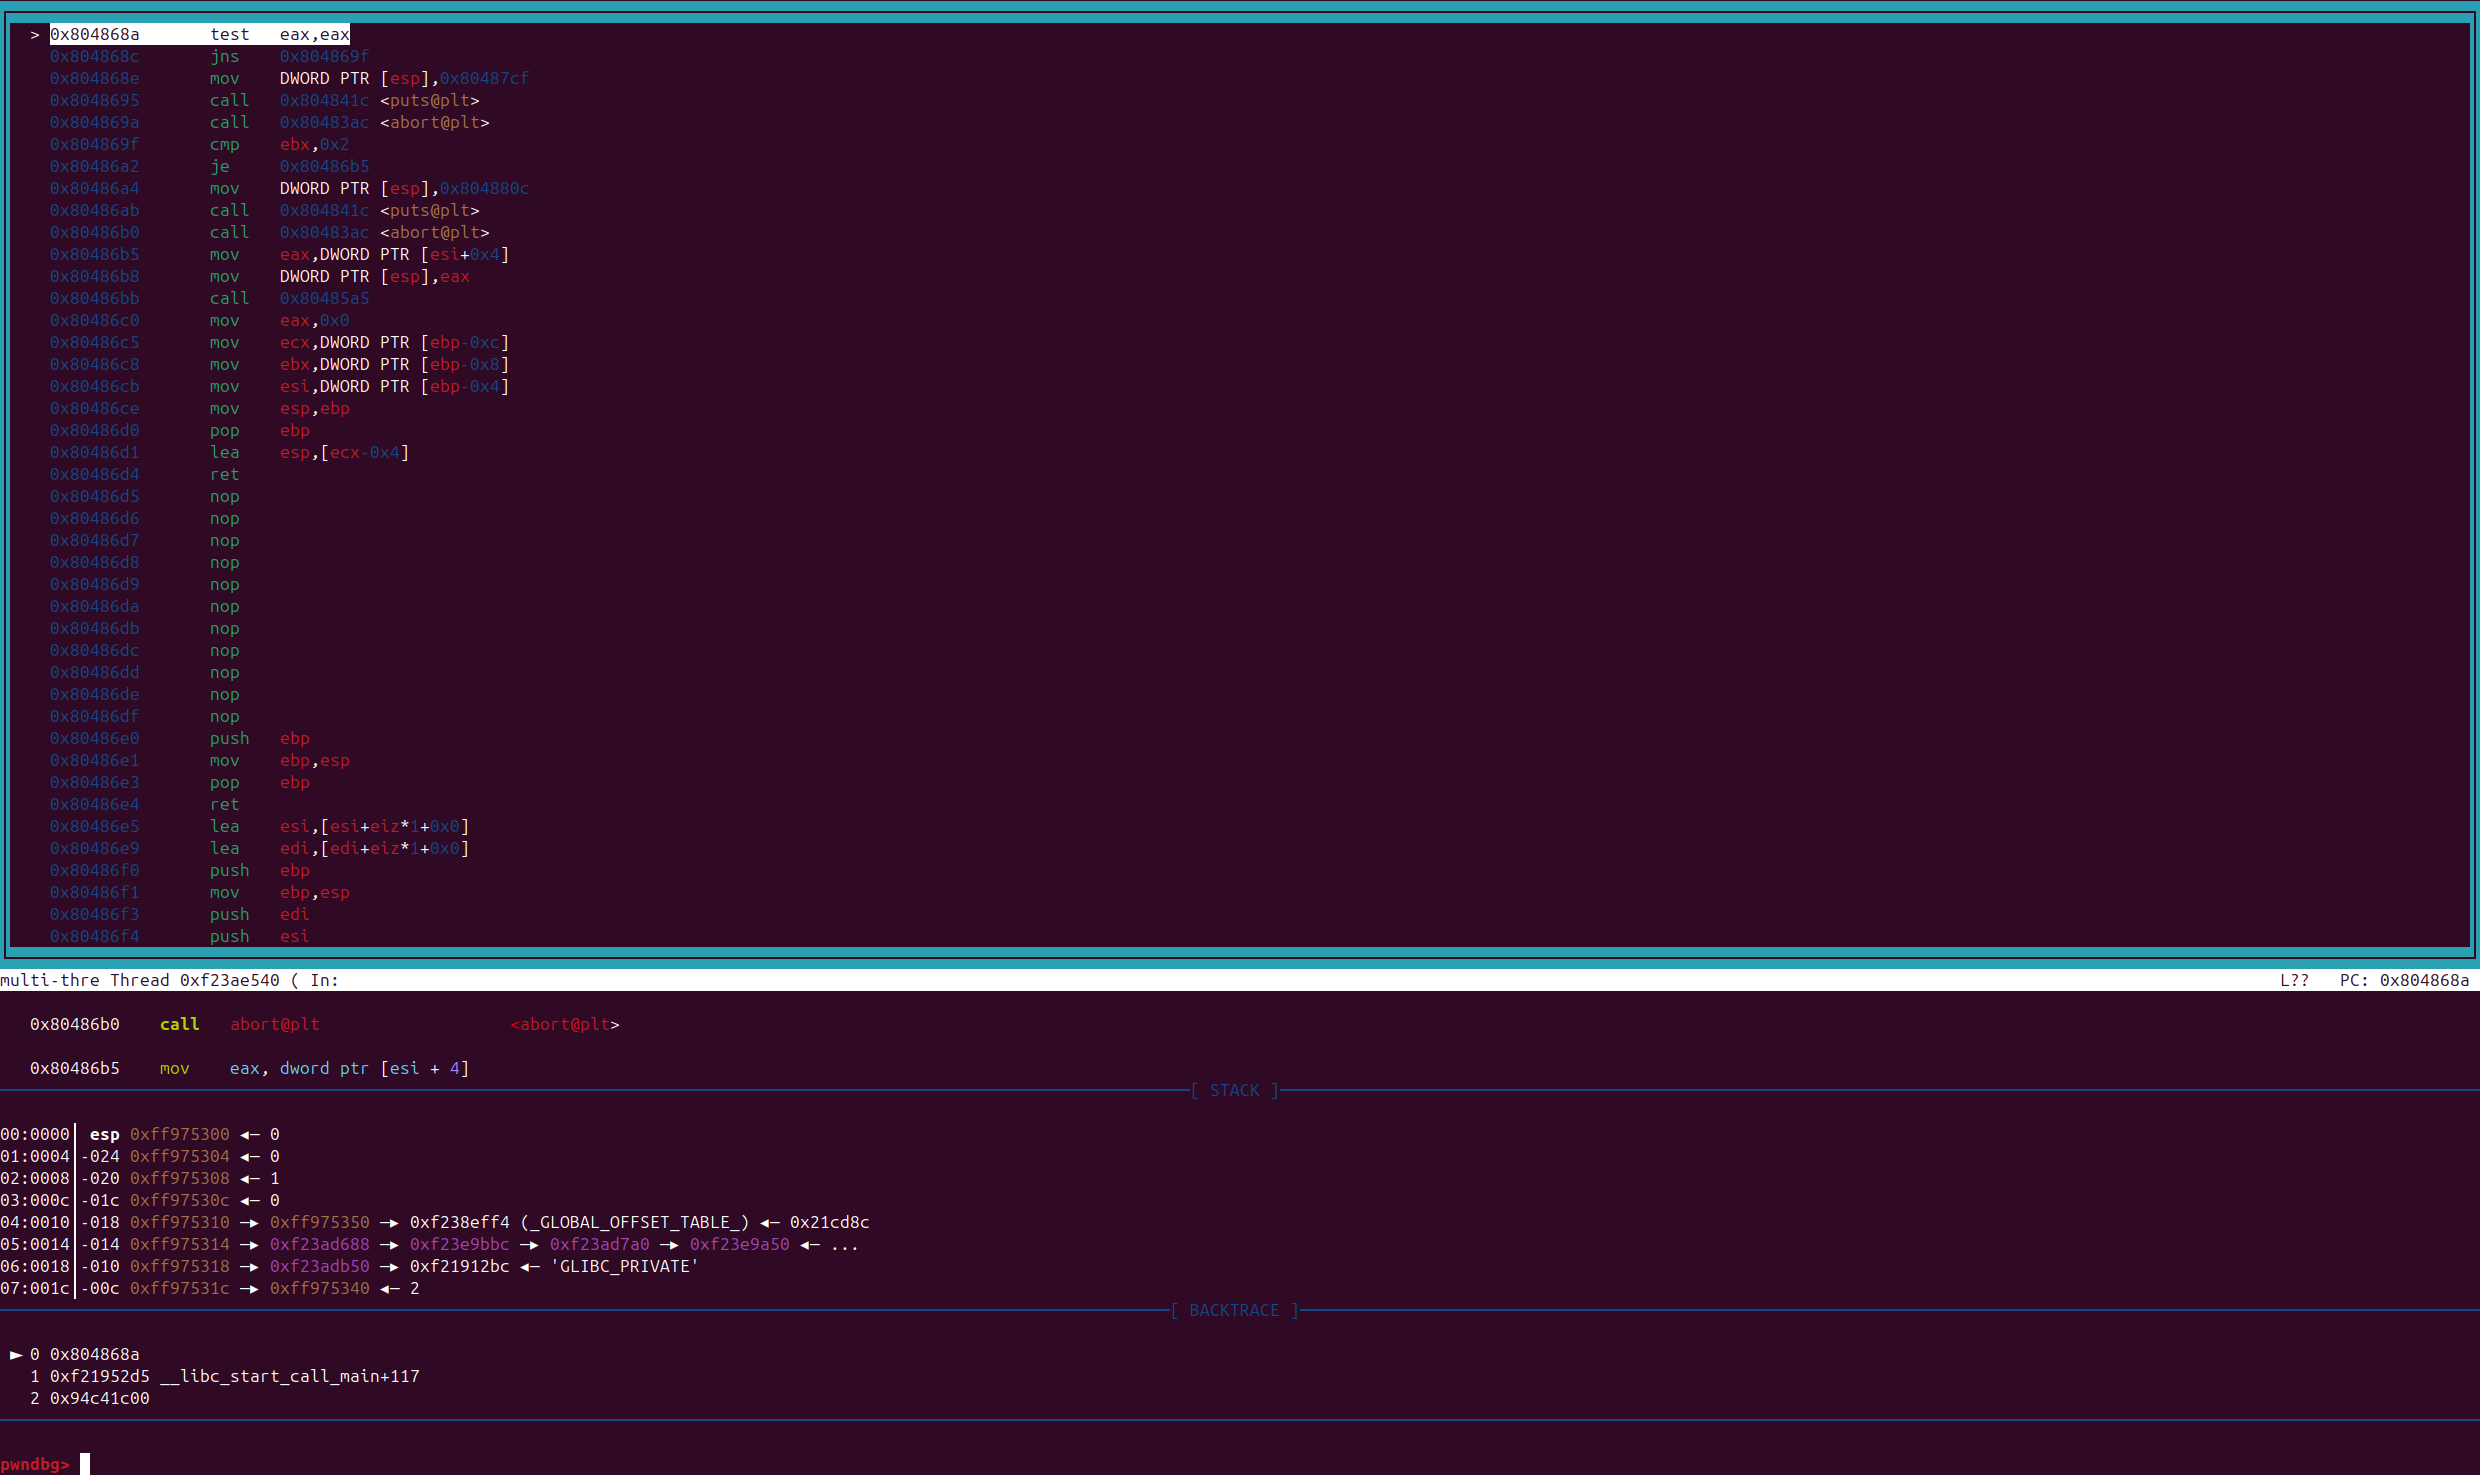 > 0x804868a test eax,eax
0x804868c jns 0x804869f
0x804868e mov DWORD PTR [esp],0x80487cf
0x8048695 call 0x804841c <puts@plt>
0x804869a call 0x80483ac <abort@plt>
0x804869f cmp ebx,0x2
0x80486a2 je 0x80486b5
0x80486a4 mov DWORD PTR [esp],0x804880c
0x80486ab call 0x804841c <puts@plt>
0x80486b0 call 0x80483ac <abort@plt>
0x80486b5 mov eax,DWORD PTR [esi+0x4]
0x80486b8 mov DWORD PTR [esp],eax
0x80486bb call 0x80485a5
0x80486c0 mov eax,0x0
0x80486c5 mov ecx,DWORD PTR [ebp-0xc]
0x80486c8 mov ebx,DWORD PTR [ebp-0x8]
0x80486cb mov esi,DWORD PTR [ebp-0x4]
0x80486ce mov esp,ebp
0x80486d0 pop ebp
0x80486d1 lea esp,[ecx-0x4]
0x80486d4 ret
0x80486d5 nop
0x80486d6 nop
0x80486d7 nop
0x80486d8 nop
0x80486d9 nop
0x80486da nop
0x80486db nop
0x80486dc nop
0x80486dd nop
0x80486de nop
0x80486df nop
0x80486e0 push ebp
0x80486e1 mov ebp,esp
0x80486e3 pop ebp
0x80486e4 ret
0x80486e5 lea esi,[esi+eiz*1+0x0]
0x80486e9 lea edi,[edi+eiz*1+0x0]
0x80486f0 push ebp
0x80486f1 mov ebp,esp
0x80486f3 push edi
0x80486f4 push esi
multi-thre Thread 0xf23ae540 ( In: L?? PC: 0x804868a
0x80486b0 call abort@plt <abort@plt>
0x80486b5 mov eax, dword ptr [esi + 4]
[ STACK ]
00:0000│ esp 0xff975300 ◂— 0
01:0004│-024 0xff975304 ◂— 0
02:0008│-020 0xff975308 ◂— 1
03:000c│-01c 0xff97530c ◂— 0
04:0010│-018 0xff975310 —▸ 0xff975350 —▸ 0xf238eff4 (_GLOBAL_OFFSET_TABLE_) ◂— 0x21cd8c
05:0014│-014 0xff975314 —▸ 0xf23ad688 —▸ 0xf23e9bbc —▸ 0xf23ad7a0 —▸ 0xf23e9a50 ◂— ...
06:0018│-010 0xff975318 —▸ 0xf23adb50 —▸ 0xf21912bc ◂— 'GLIBC_PRIVATE'
07:001c│-00c 0xff97531c —▸ 0xff975340 ◂— 2
[ BACKTRACE ]
► 0 0x804868a
1 0xf21952d5 __libc_start_call_main+117
2 0x94c41c00
pwndbg>